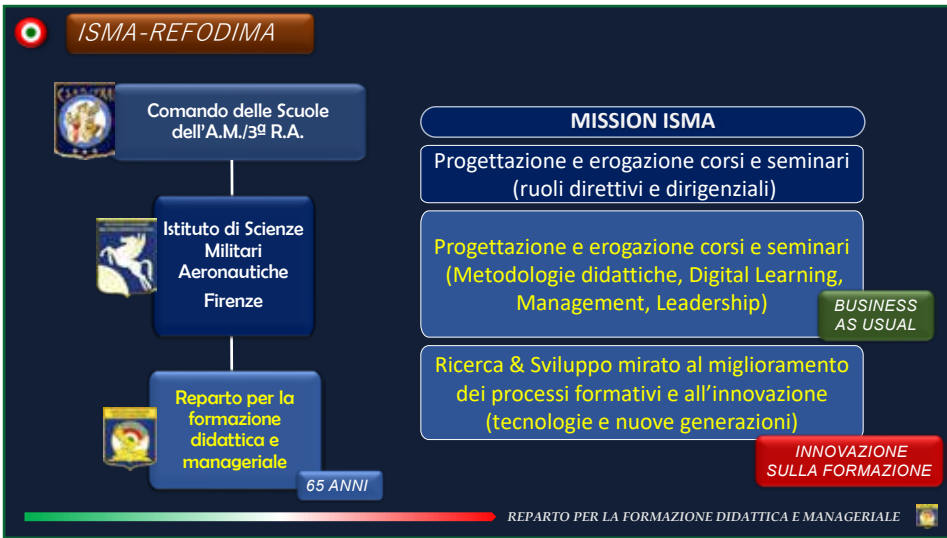 ISMA-REFODIMA
Comando delle Scuole
dell'A.M./3ª R.A.
Istituto di Scienze
Militari
Aeronautiche
Firenze
Reparto per la
formazione
didattica e
manageriale
65 ANNI
MISSION ISMA
Progettazione e erogazione corsi e seminari
(ruoli direttivi e dirigenziali)
Progettazione e erogazione corsi e seminari
(Metodologie didattiche, Digital Learning,
Management, Leadership)
BUSINESS
AS USUAL
Ricerca & Sviluppo mirato al miglioramento
dei processi formativi e all'innovazione
(tecnologie e nuove generazioni)
INNOVAZIONE
SULLA FORMAZIONE
REPARTO PER LA FORMAZIONE DIDATTICA E MANAGERIALE